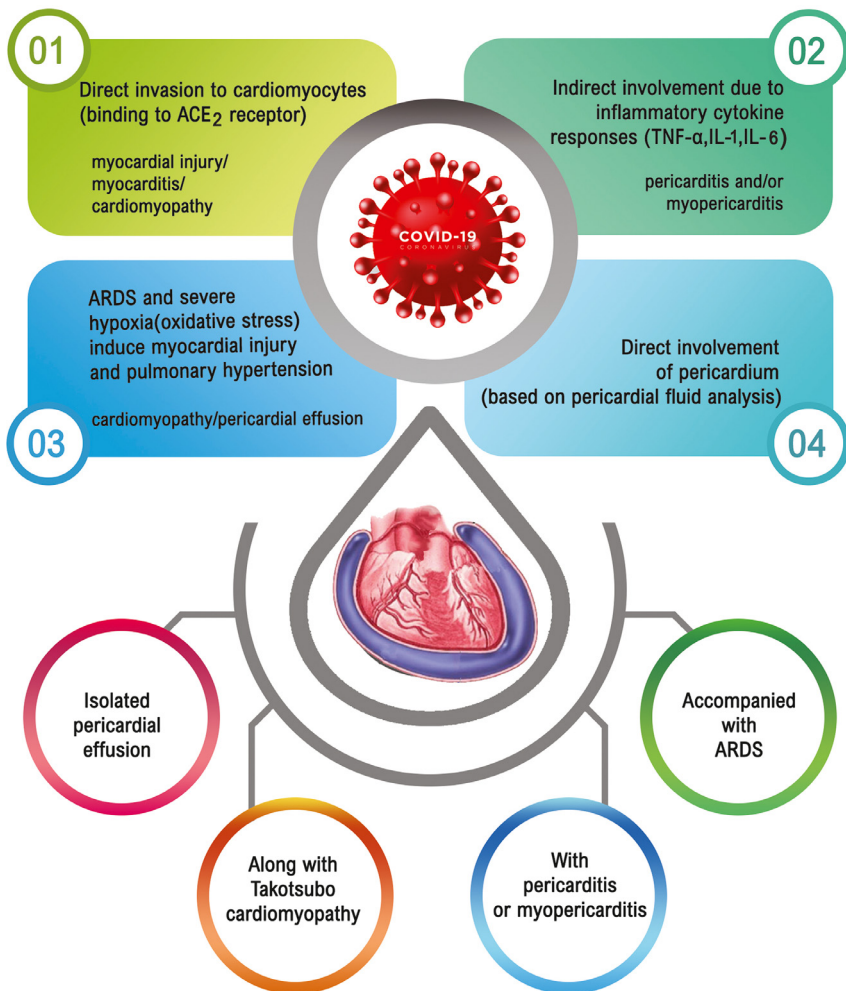 01
Direct invasion to cardiomyocytes
(binding to ACE₂ receptor)
myocardial injury/
myocarditis/
cardiomyopathy
02
Indirect involvement due to
inflammatory cytokine
responses (TNF-α,IL-1,IL-6)
pericarditis and/or
myopericarditis
COVID-19
CORONAVIRUS
ARDS and severe
hypoxia(oxidative stress)
induce myocardial injury
and pulmonary hypertension
cardiomyopathy/pericardial effusion
03
Direct involvement
of pericardium
(based on pericardial fluid analysis)
04
Isolated
pericardial
effusion
Along with
Takotsubo
cardiomyopathy
With
pericarditis
or myopericarditis
Accompanied
with
ARDS